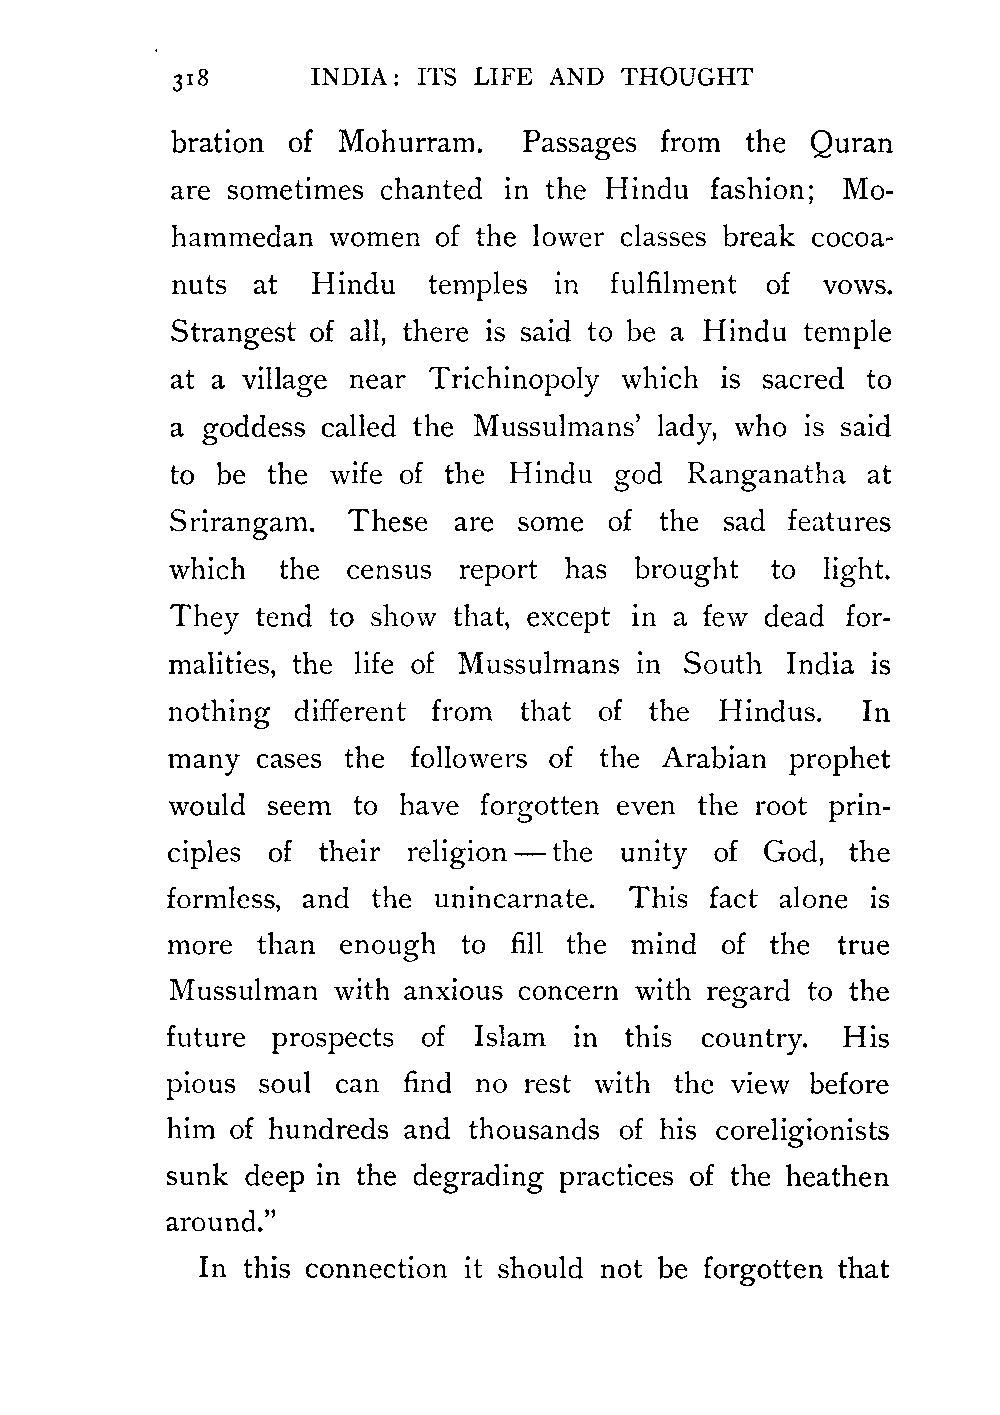 318 INDIA: ITS LIFE AND THOUGHT
bration of Mohurram. Passages from the Quran
are sometimes chanted in the Hindu fashion; Mo-
hammedan women of the lower classes break cocoa-
nuts at Hindu temples in fulfilment of vows.
Strangest of all, there is said to be a Hindu temple
at a village near Trichinopoly which is sacred to
a goddess called the Mussulmans' lady, who is said
to be the wife of the Hindu god Ranganatha at
Srirangam. These are some of the sad features
which the census report has brought to light.
They tend to show that, except in a few dead for-
malities, the life of Mussulmans in South India is
nothing different from that of the Hindus. In
many cases the followers of the Arabian prophet
would seem to have forgotten even the root prin-
ciples of their religion — the unity of God, the
formless, and the unincarnate. This fact alone is
more than enough to fill the mind of the true
Mussulman with anxious concern with regard to the
future prospects of Islam in this country. His
pious soul can find no rest with the view before
him of hundreds and thousands of his coreligionists
sunk deep in the degrading practices of the heathen
around."
In this connection it should not be forgotten that